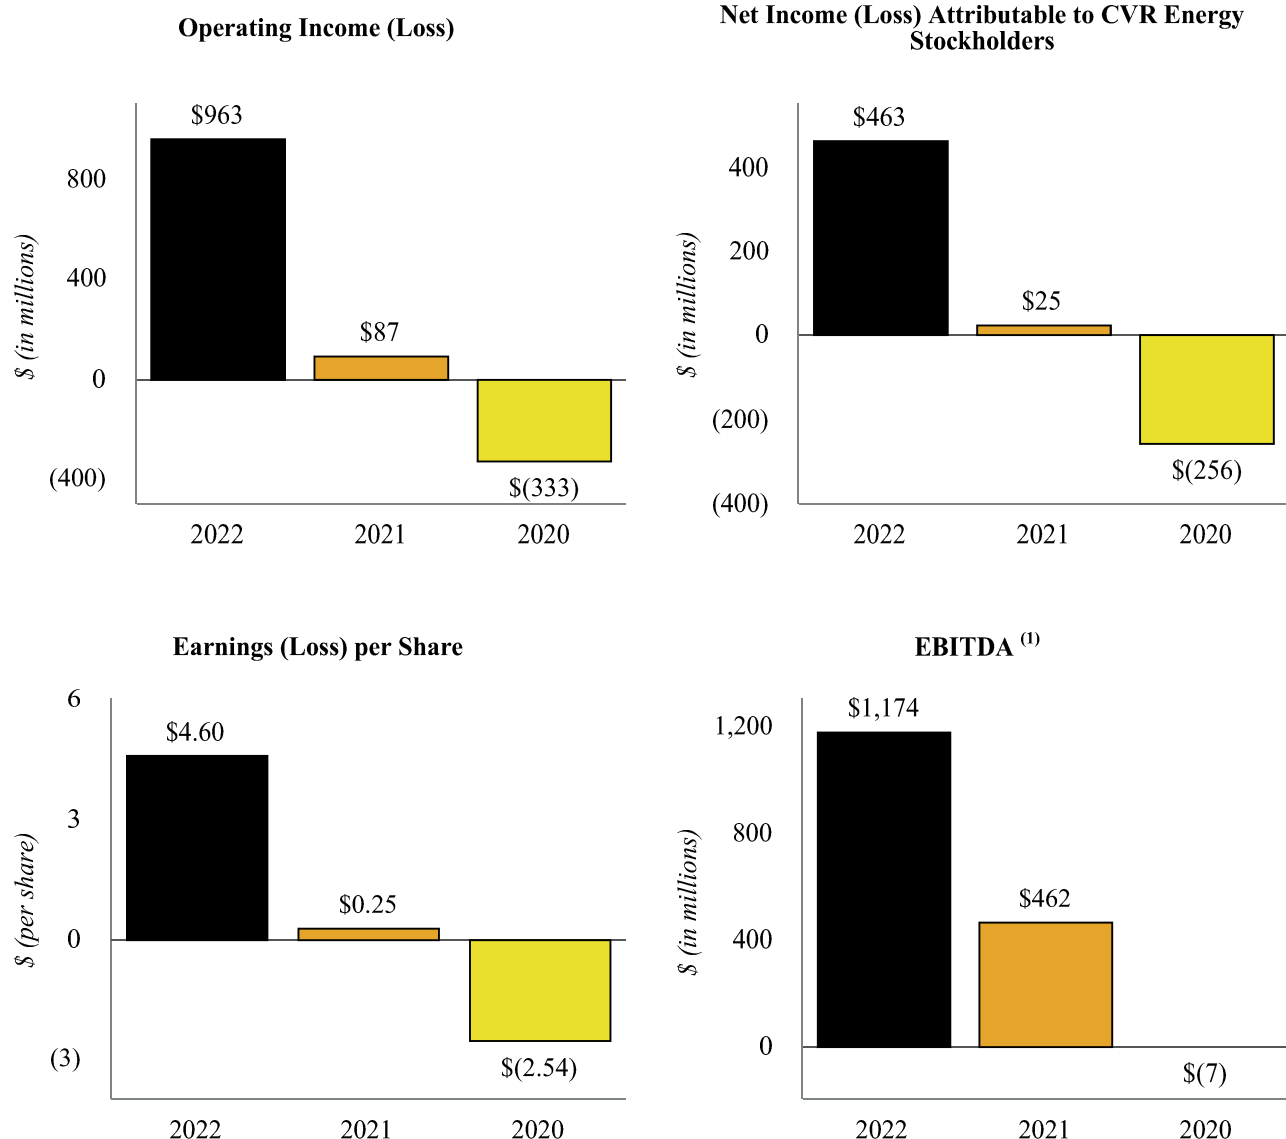 Operating Income (Loss)
$963
800
400
0
(400)
$ (in millions)
$87
$(333)
2022 2021 2020
Net Income (Loss) Attributable to CVR Energy
Stockholders
$463
400
200
0
(200)
(400)
$ (in millions)
$25
$(256)
2022 2021 2020
Earnings (Loss) per Share
6
3
0
(3)
$ (per share)
$4.60
$0.25
$(2.54)
2022 2021 2020
EBITDA (1)
$1,174
1,200
800
400
0
$ (in millions)
$462
$(7)
2022 2021 2020